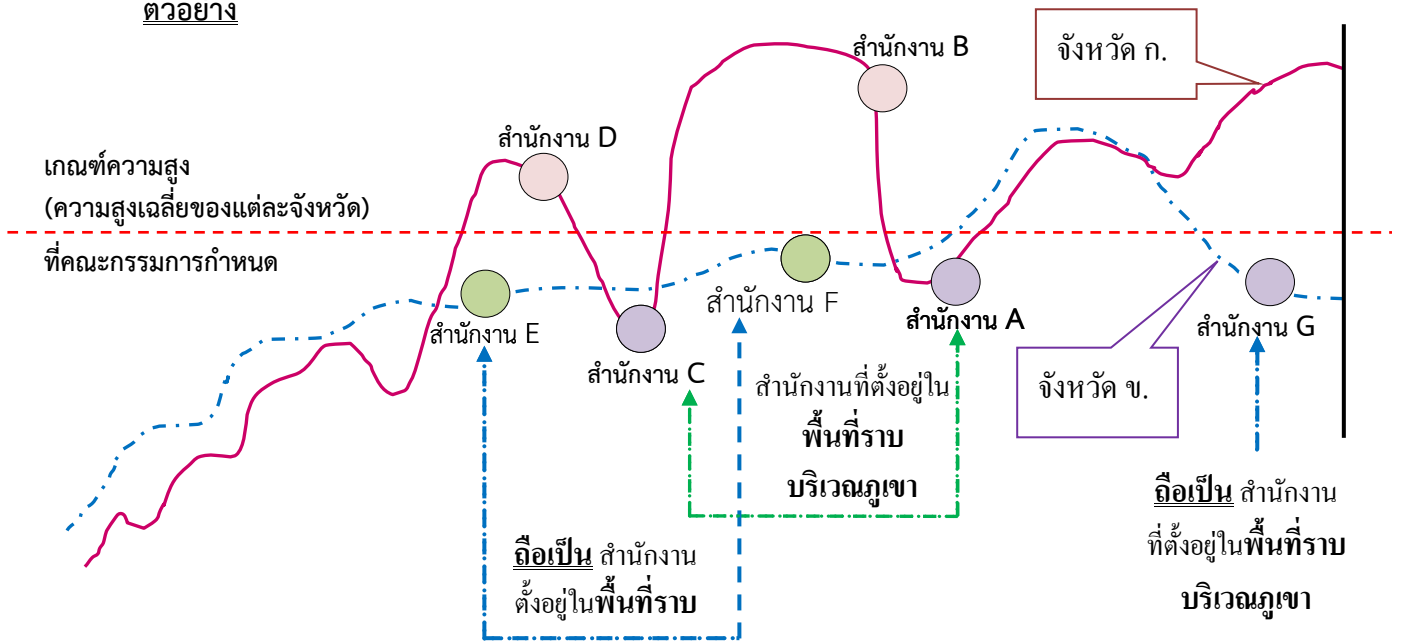 ตัวอย่าง
สำนักงาน B
จังหวัด ก.
สำนักงาน D
เกณฑ์ความสูง
(ความสูงเฉลี่ยของแต่ละจังหวัด)
ที่คณะกรรมการกำหนด
สำนักงาน E
สำนักงาน C
สำนักงาน F
สำนักงาน A
สำนักงาน G
จังหวัด ข.
สำนักงานที่ตั้งอยู่ใน
พื้นที่ราบ
บริเวณภูเขา
ถือเป็น สำนักงาน
ตั้งอยู่ในพื้นที่ราบ
ถือเป็น สำนักงาน
ที่ตั้งอยู่ในพื้นที่ราบ
บริเวณภูเขา